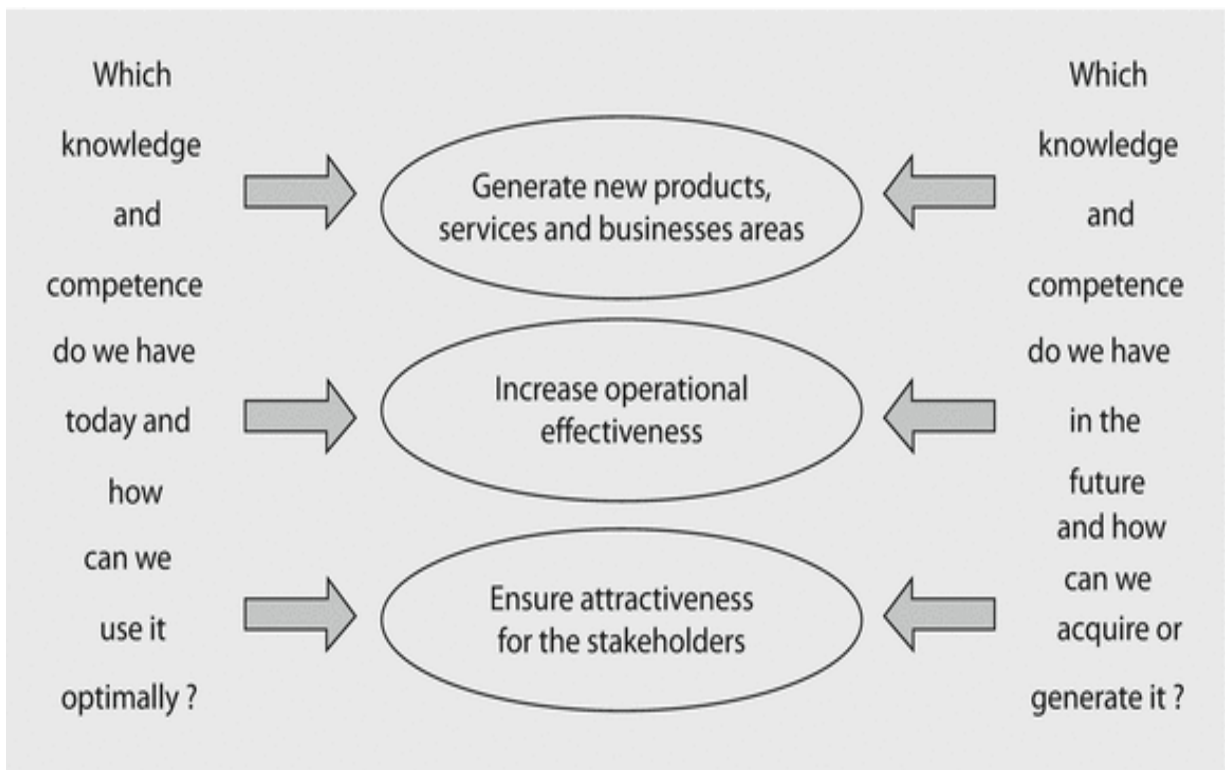 Which
knowledge
and
competence
do we have
today and
how
can we
use it
optimally ?
Generate new products,
services and businesses areas
Increase operational
effectiveness
Ensure attractiveness
for the stakeholders
Which
knowledge
and
competence
do we have
in the
future
and how
can we
acquire or
generate it ?